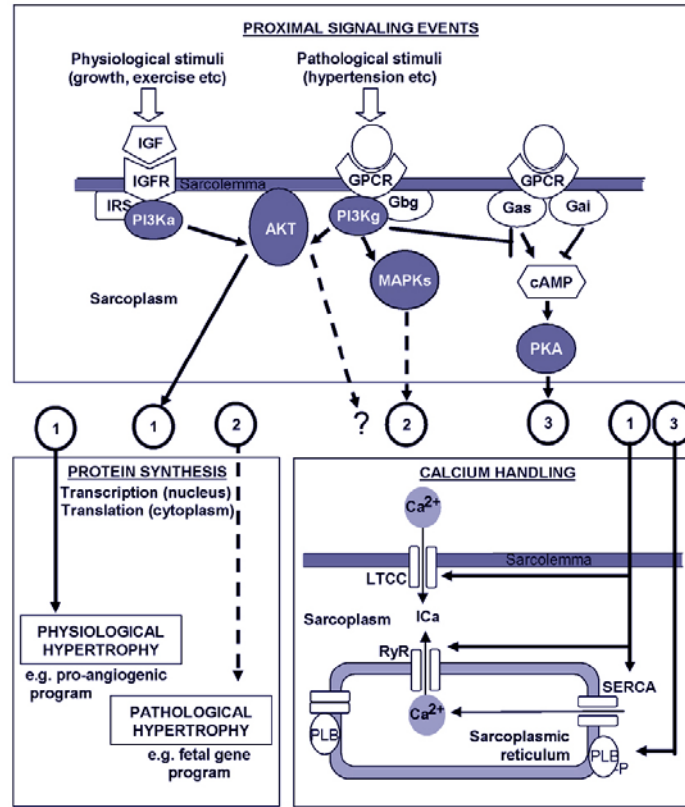 PROXIMAL SIGNALING EVENTS
Physiological stimuli
(growth, exercise etc)
Pathological stimuli
(hypertension etc)
IGF
IGFR
Sarcolemma
IRS
PI3Ka
AKT
GPCR
Gbg
PI3Kg
MAPKs
GPCR
Gas
Gai
cAMP
PKA
Sarcoplasm
1
1
2
?
2
3
1
3
PROTEIN SYNTHESIS
Transcription (nucleus)
Translation (cytoplasm)
PHYSIOLOGICAL
HYPERTROPHY
e.g. pro-angiogenic
program
PATHOLOGICAL
HYPERTROPHY
e.g. fetal gene
program
CALCIUM HANDLING
Ca2+
Sarcolemma
LTCC
Sarcoplasm
ICa
RyR
SERCA
Ca2+
Sarcoplasmic
reticulum
PLB
PLB
-P